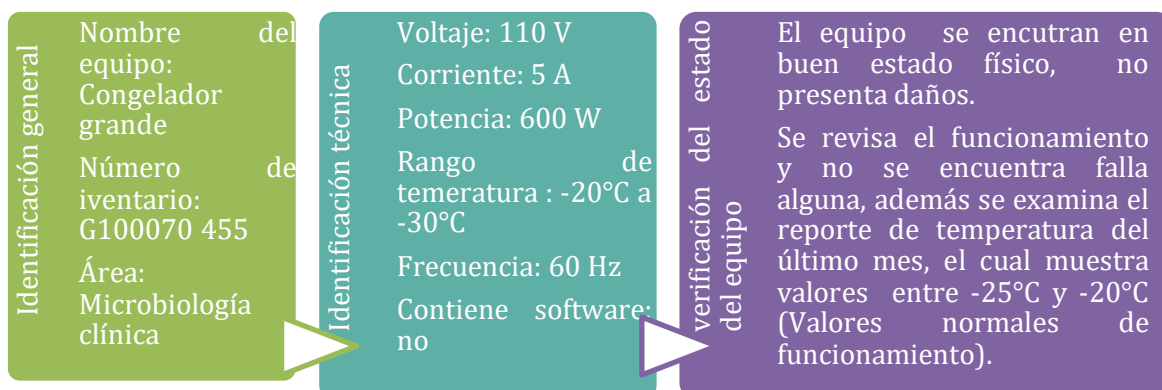 Identificación general
Nombre del
equipo:
Congelador
grande
Número de
iventario:
G100070 455
Área:
Microbiología
clínica
Identificación técnica
Voltaje: 110 V
Corriente: 5 A
Potencia: 600 W
Rango de
temeratura : -20°C a
-30°C
Frecuencia: 60 Hz
Contiene software:
no
verificación del estado
del equipo
El equipo se encutran en
buen estado físico, no
presenta daños.
Se revisa el funcionamiento
y no se encuentra falla
alguna, además se examina el
reporte de temperatura del
último mes, el cual muestra
valores entre -25°C y -20°C
(Valores normales de
funcionamiento).